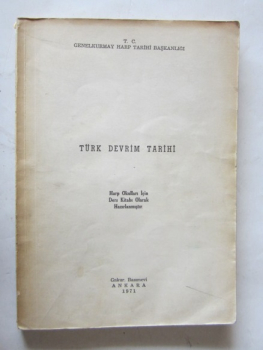 T. C.
GENELKURMAY HARP TARİHİ BAŞKANLIĞI
TÜRK DEVRİM TARİHİ
Harp Okulları İçin
Ders Kitabı Olarak
Hazırlanmıştır
Basımevi
ANKARA
1971